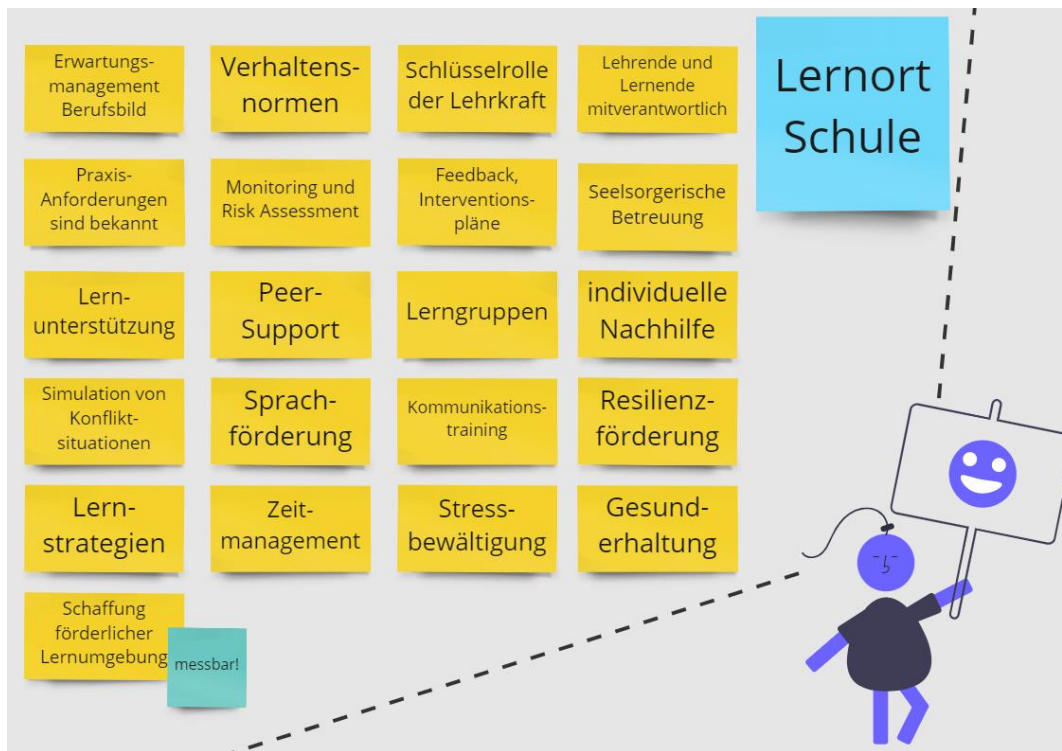 Erwartungs-
management
Berufsbild
Verhaltens-
normen
Schlüsselrolle
der Lehrkraft
Lehrende und
Lernende
mitverantwortlich
Lernort
Schule
Praxis-
Anforderungen
sind bekannt
Monitoring und
Risk Assessment
Feedback,
Interventions-
pläne
Seelsorgerische
Betreuung
Lern-
unterstützung
Peer-
Support
Lerngruppen
individuelle
Nachhilfe
Simulation von
Konflikt-
situationen
Sprach-
förderung
Kommunikations-
training
Resilienz-
förderung
Lern-
strategien
Zeit-
management
Stress-
bewältigung
Gesund-
erhaltung
Schaffung
förderlicher
Lernumgebung
messbar!